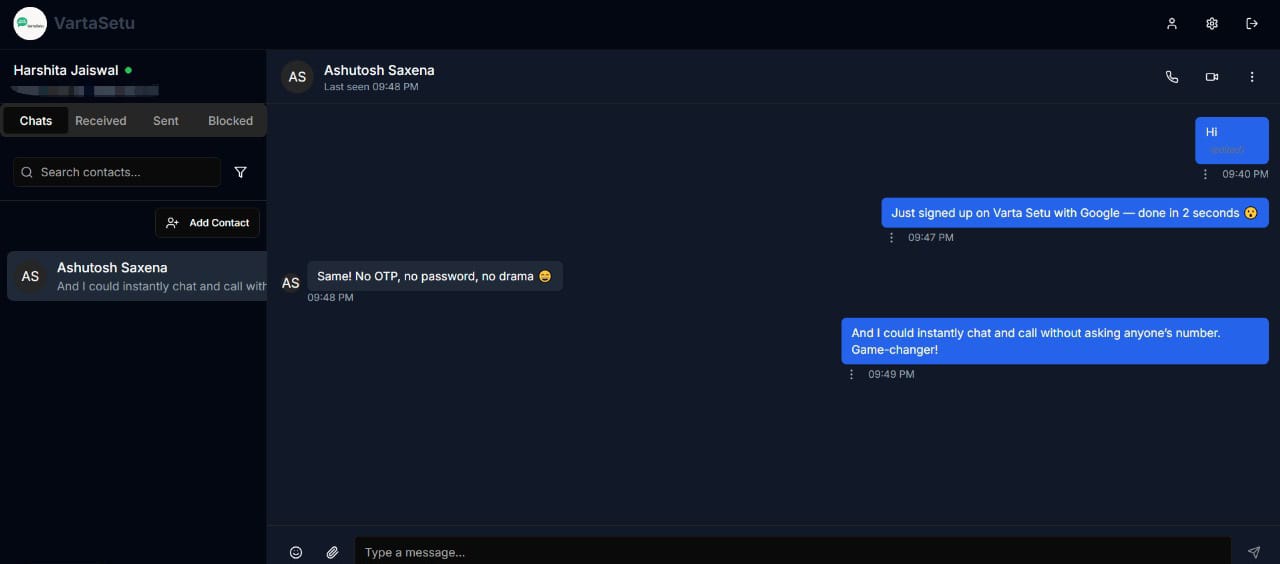 VartaSetu
Harshita Jaiswal
Chats Received Sent Blocked
Search contacts...
Add Contact
AS
Ashutosh Saxena
And I could instantly chat and call with
AS
Ashutosh Saxena
Last seen 09:48 PM
Hi
(edited)
09:40 PM
Just signed up on Varta Setu with Google — done in 2 seconds 😮
09:47 PM
AS
Same! No OTP, no password, no drama 😄
09:48 PM
And I could instantly chat and call without asking anyone’s number.
Game-changer!
09:49 PM
Type a message...